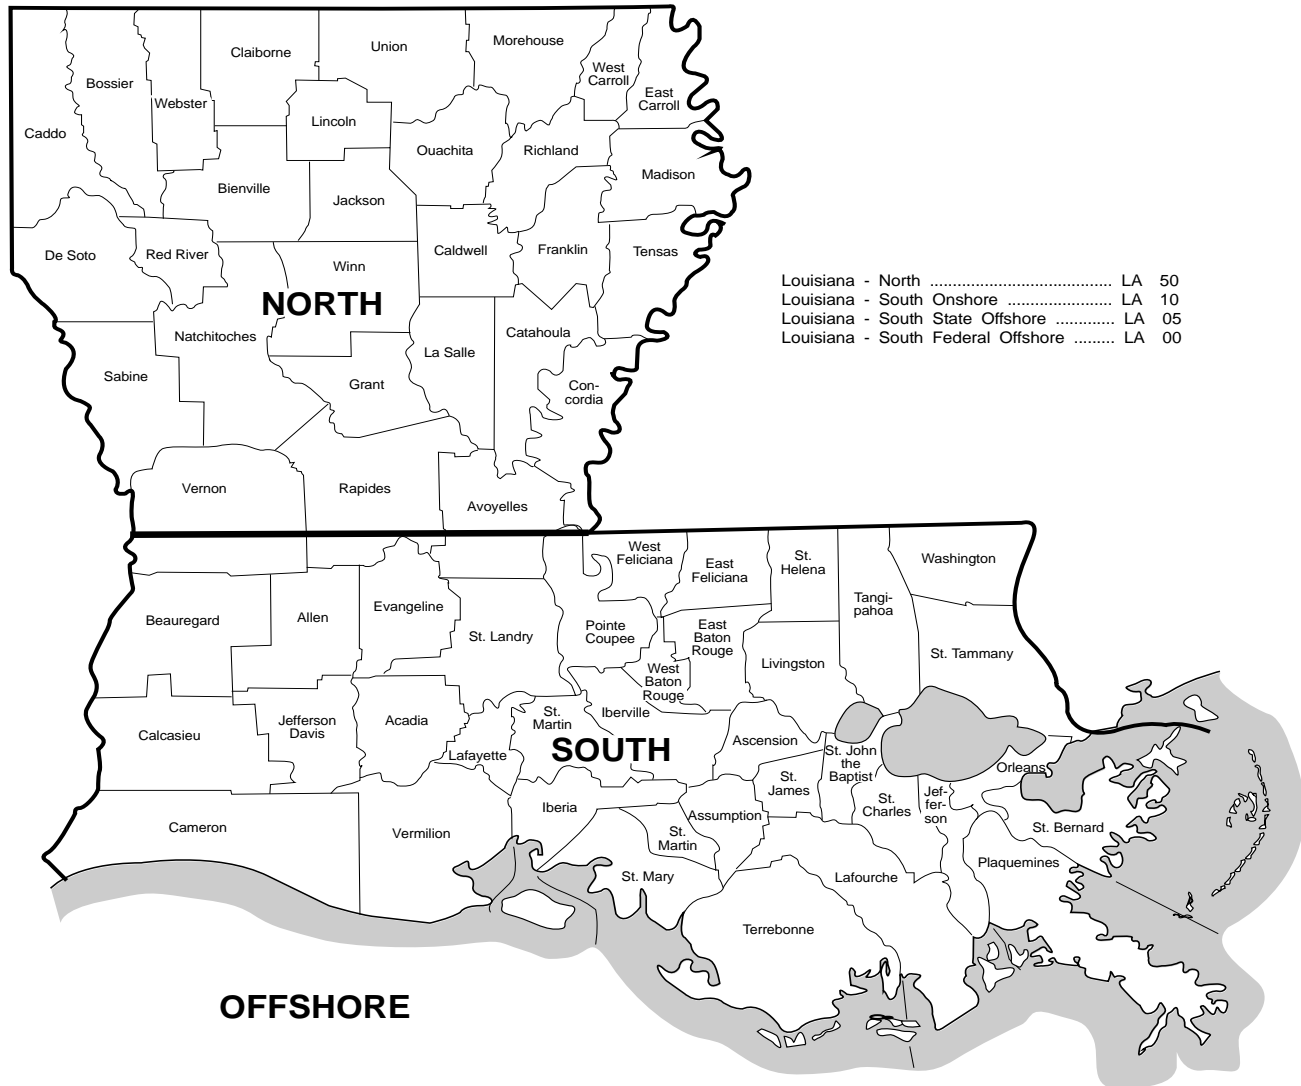 Claiborne
Union
Morehouse
West
Carroll
East
Carroll
Bossier
Webster
Caddo
Lincoln
Ouachita
Richland
Madison
Bienville
Jackson
De Soto
Red River
Winn
Caldwell
Franklin
Tensas
NORTH
Natchitoches
Catahoula
La Salle
Sabine
Grant
Con-
cordia
Vernon
Rapides
Avoyelles
Louisiana - North ...................................... LA 50
Louisiana - South Onshore ...................... LA 10
Louisiana - South State Offshore ............. LA 05
Louisiana - South Federal Offshore ......... LA 00
West
Feliciana
East
Feliciana
St.
Helena
Washington
Tangi-
pahoa
Beauregard
Allen
Evangeline
St. Landry
Pointe
Coupee
East
Baton
Rouge
Livingston
St. Tammany
West
Baton
Rouge
Iberville
St.
Martin
Calcasieu
Jefferson
Davis
Acadia
Lafayette
SOUTH
Ascension
St. John
the
Baptist
Orleans
St.
James
St.
Charles
Jef-
fer-
son
Cameron
Vermilion
Iberia
Assumption
St.
Martin
St. Bernard
Plaquemines
St. Mary
Lafourche
Terrebonne
OFFSHORE